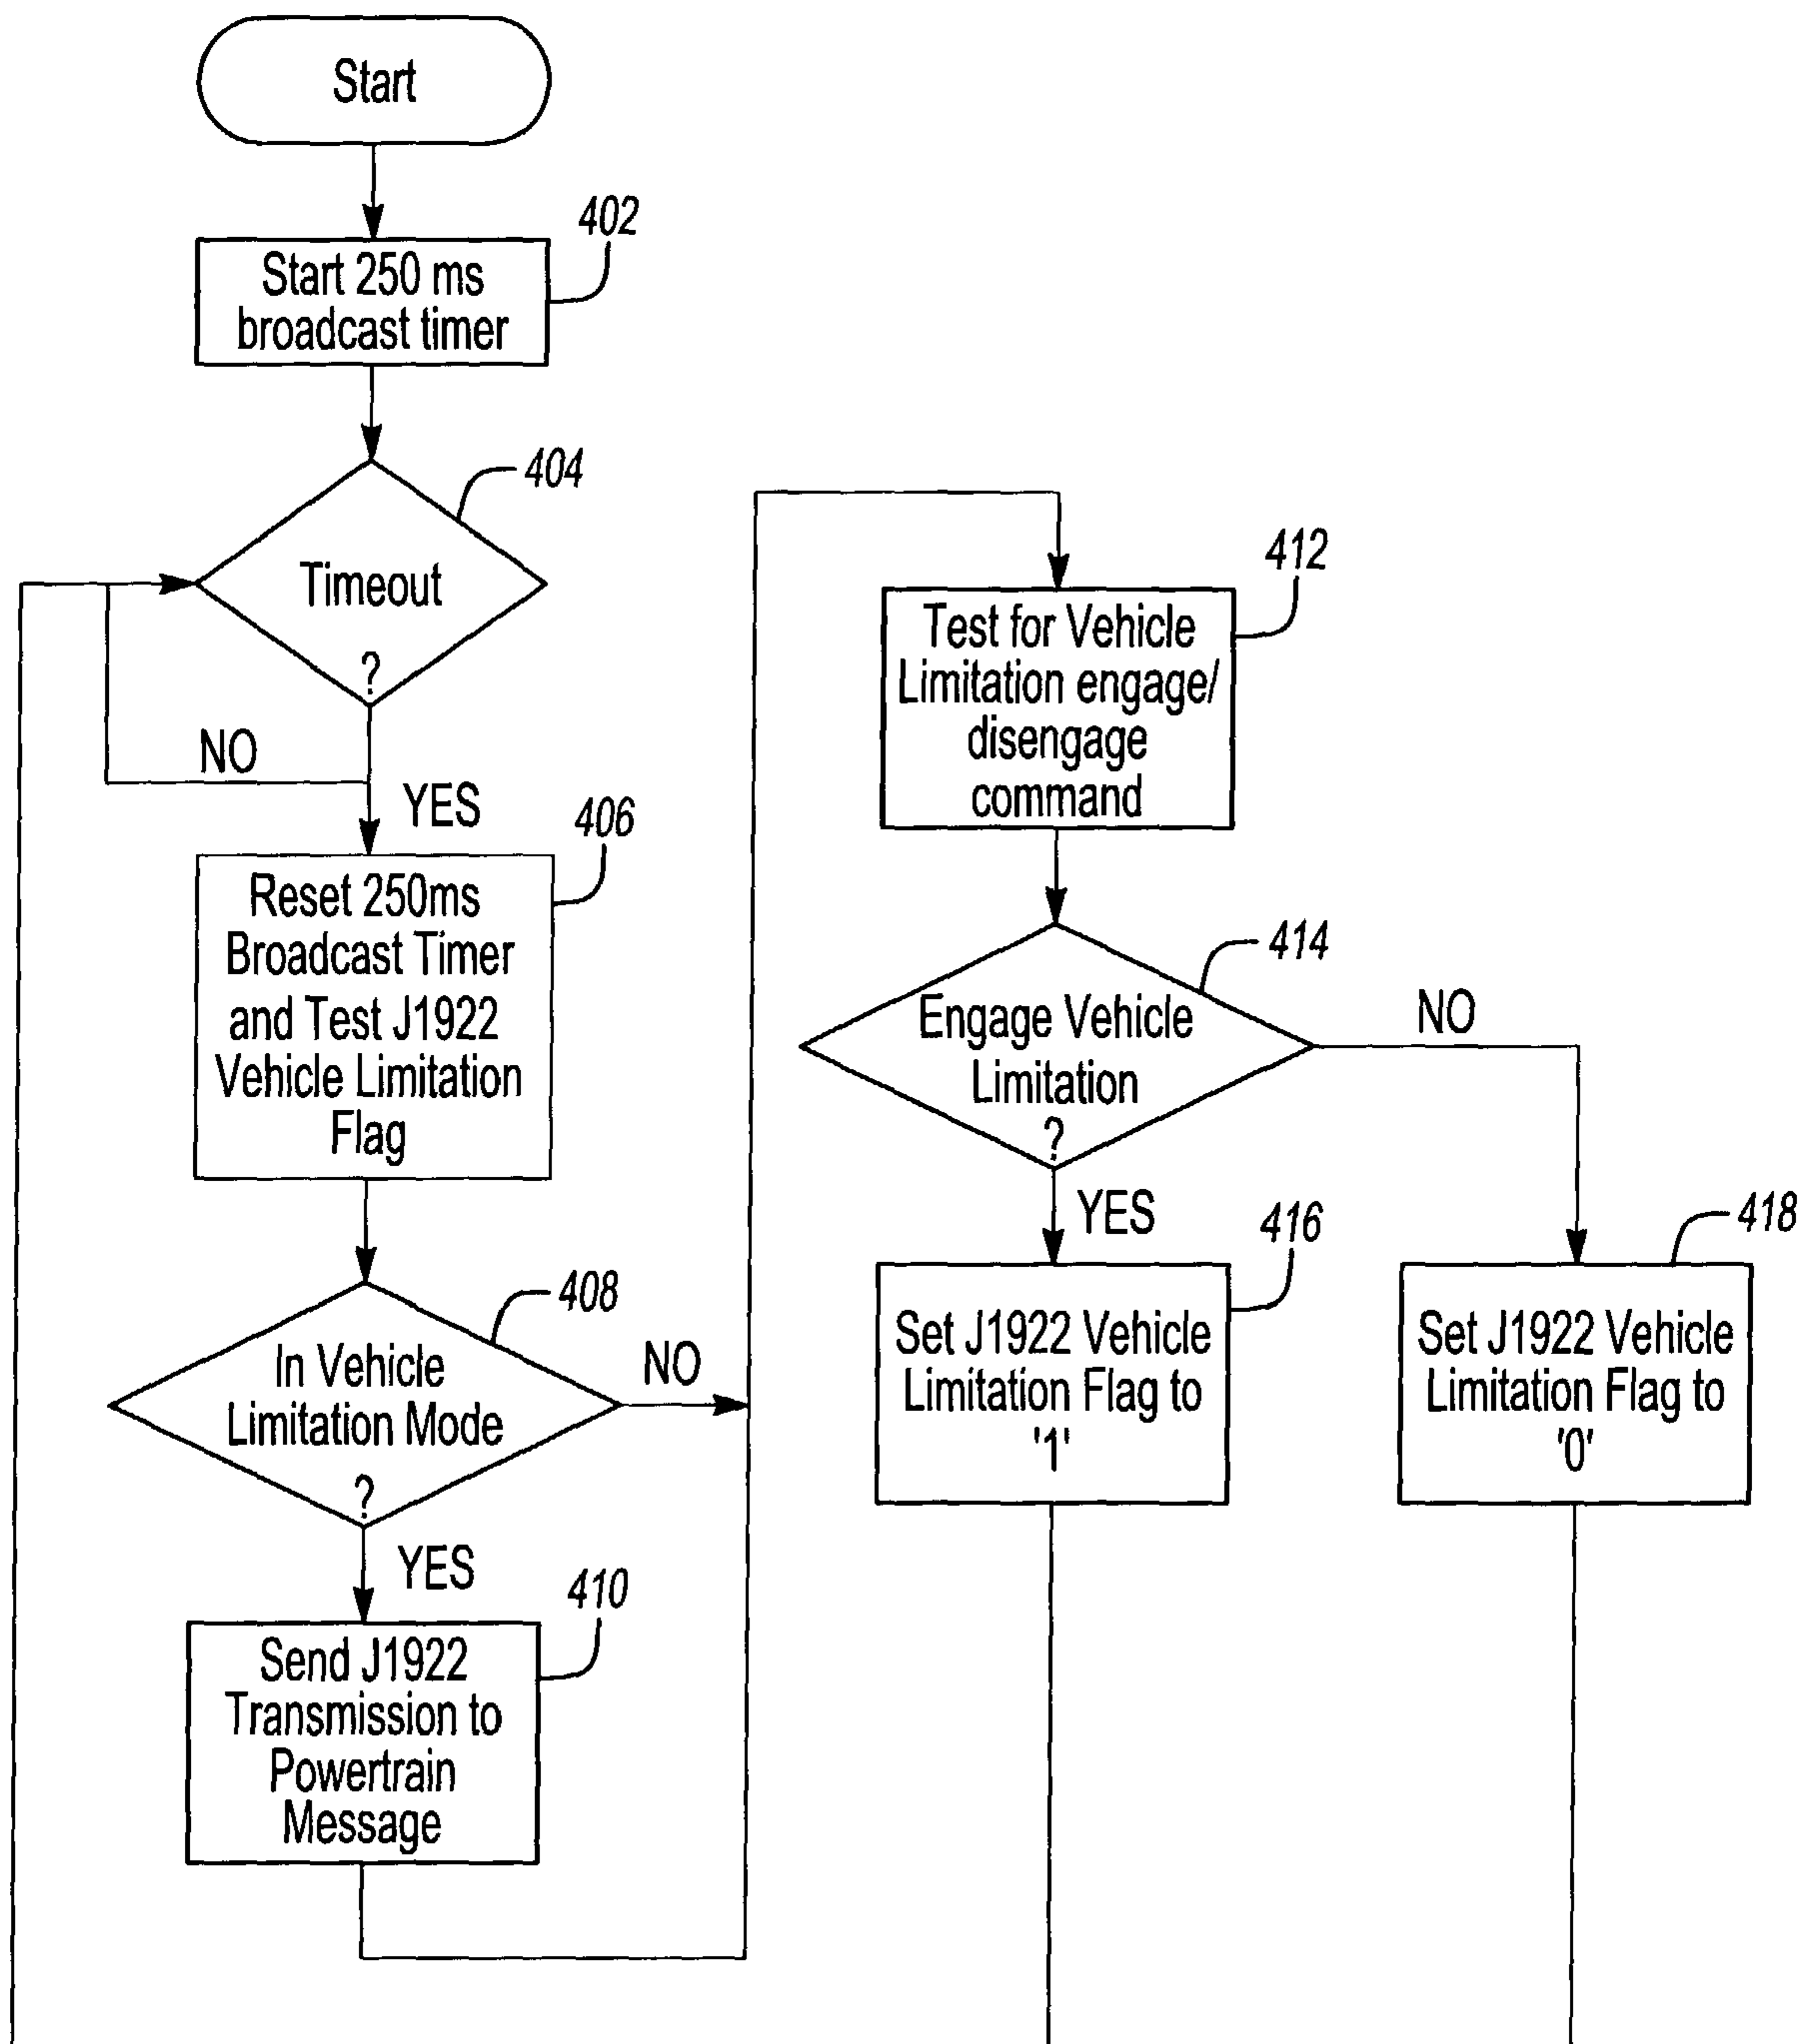 Start
402
Start 250 ms
broadcast timer
404
Timeout
?
NO
YES
406
Reset 250ms
Broadcast Timer
and Test J1922
Vehicle Limitation
Flag
408
In Vehicle
Limitation Mode
?
NO
YES
410
Send J1922
Transmission to
Powertrain
Message
412
Test for Vehicle
Limitation engage/
disengage
command
414
Engage Vehicle
Limitation
?
NO
YES
416
Set J1922 Vehicle
Limitation Flag to
'1'
418
Set J1922 Vehicle
Limitation Flag to
'0'